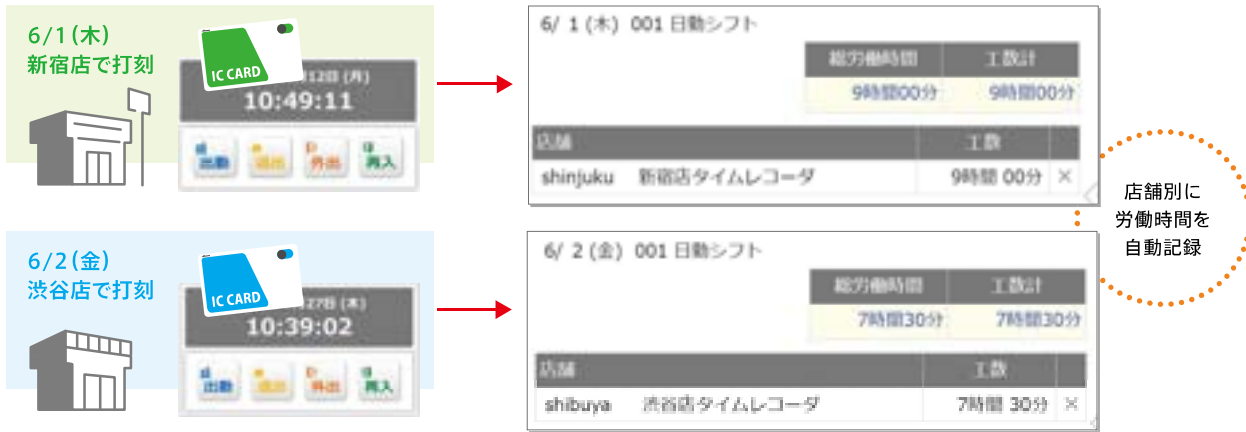 6/1(木)
新宿店で打刻
IC CARD
12日 (月)
10:49:11
出勤
退出
外出
再入
6/ 1 (木) 001 日勤シフト
総労働時間 工数計
9時間00分 9時間00分
店舗 工数
shinjuku 新宿店タイムレコーダ 9時間 00分 ×
6/2(金)
渋谷店で打刻
IC CARD
27日 (木)
10:39:02
出勤
退出
外出
再入
6/ 2 (金) 001 日勤シフト
総労働時間 工数計
7時間30分 7時間30分
店舗 工数
shibuya 渋谷店タイムレコーダ 7時間 30分 ×
店舗別に
労働時間を
自動記録